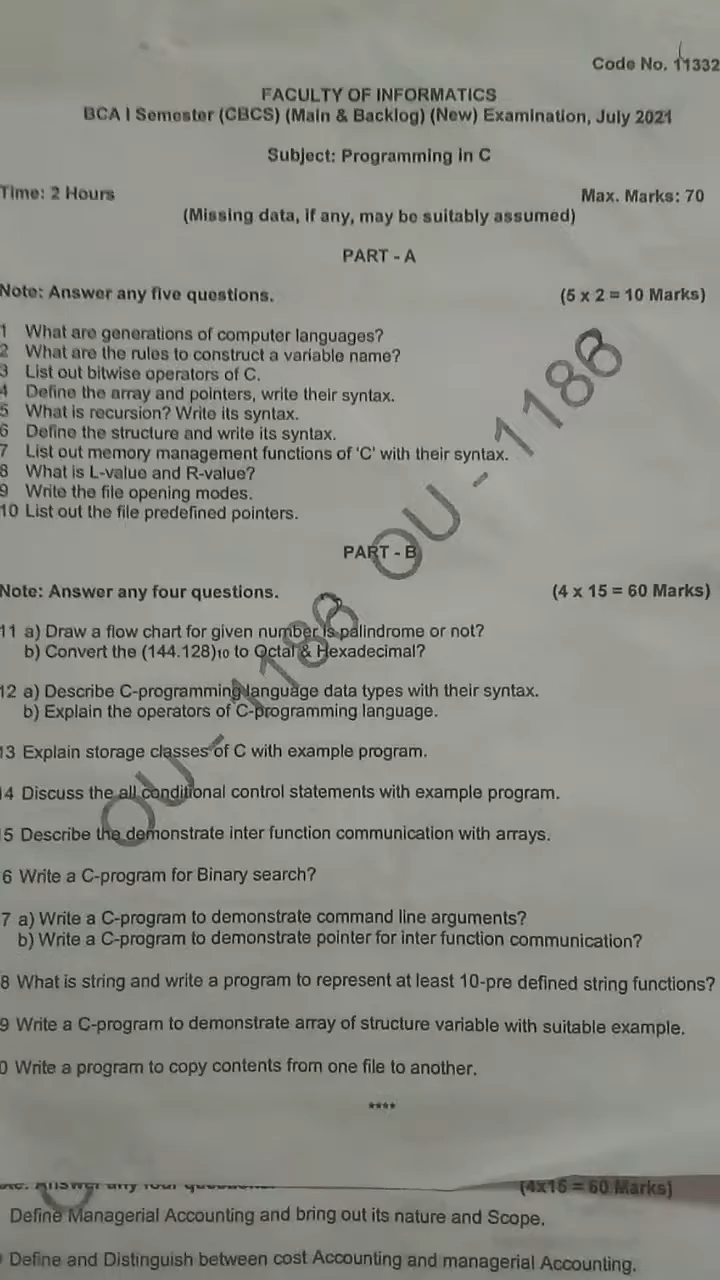 Code No. 11332
FACULTY OF INFORMATICS
BCA I Semester (CBCS) (Main & Backlog) (New) Examination, July 2021
Subject: Programming in C
Time: 2 Hours
Max. Marks: 70
(Missing data, if any, may be suitably assumed)
PART - A
Note: Answer any five questions.
(5 x 2 = 10 Marks)
1 What are generations of computer languages?
2 What are the rules to construct a variable name?
3 List out bitwise operators of C.
4 Define the array and pointers, write their syntax.
5 What is recursion? Write its syntax.
6 Define the structure and write its syntax.
7 List out memory management functions of 'C' with their syntax.
8 What is L-value and R-value?
9 Write the file opening modes.
10 List out the file predefined pointers.
OU - 1186 OU - 1186
PART - B
Note: Answer any four questions.
(4 x 15 = 60 Marks)
11 a) Draw a flow chart for given number is palindrome or not?
b) Convert the (144.128)10 to Octal & Hexadecimal?
12 a) Describe C-programming language data types with their syntax.
b) Explain the operators of C-programming language.
13 Explain storage classes of C with example program.
14 Discuss the all conditional control statements with example program.
5 Describe the demonstrate inter function communication with arrays.
6 Write a C-program for Binary search?
7 a) Write a C-program to demonstrate command line arguments?
b) Write a C-program to demonstrate pointer for inter function communication?
8 What is string and write a program to represent at least 10-pre defined string functions?
9 Write a C-program to demonstrate array of structure variable with suitable example.
0 Write a program to copy contents from one file to another.
****
Answer any four
(4x15 = 60 Marks)
Define Managerial Accounting and bring out its nature and Scope.
Define and Distinguish between cost Accounting and managerial Accounting.